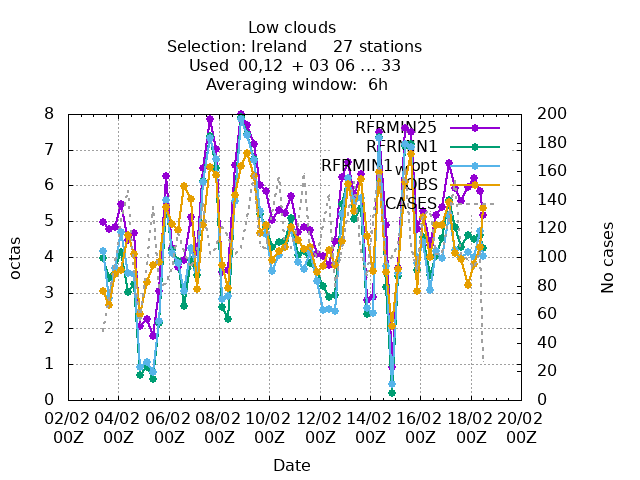 Low clouds
Selection: Ireland 27 stations
Used 00,12 + 03 06 ... 33
Averaging window: 6h
8 200
7 180
6 160
5 140
4 120
3 100
2 80
1 60
0 40
20
0
RFRMIN25
RFRMIN1
OBS
CASES
octas
No cases
02/02 04/02 06/02 08/02 10/02 12/02 14/02 16/02 18/02 20/02
00Z 00Z 00Z 00Z 00Z 00Z 00Z 00Z 00Z 00Z
Date